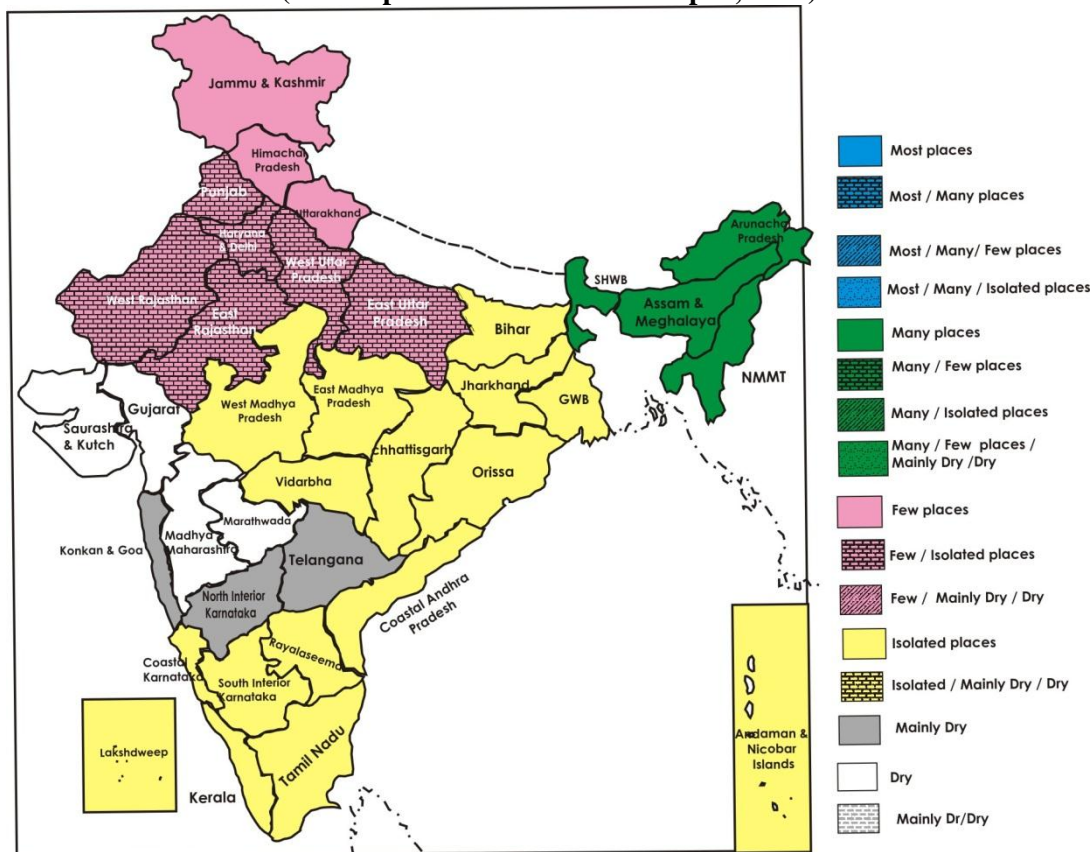 Jammu & Kashmir
Himachal
Pradesh
Punjab
Uttarakhand
Haryana
& Delhi
West Uttar
Pradesh
Arunachal
Pradesh
SHWB
West Rajasthan
East
Rajasthan
East Uttar
Pradesh
Assam &
Meghalaya
Bihar
NMMT
Gujarat
West Madhya
Pradesh
East Madhya
Pradesh
Jharkhand
GWB
Saurashtra
& Kutch
Chhattisgarh
Orissa
Vidarbha
Marathwada
Konkan & Goa
Madhya
Maharashtra
Telangana
North Interior
Karnataka
Coastal Andhra
Pradesh
Coastal
Karnataka
Rayalaseema
South Interior
Karnataka
Lakshdweep
Kerala
Tamil Nadu
Andaman &
Nicobar
Islands
Most places
Most / Many places
Most / Many/ Few places
Most / Many / Isolated places
Many places
Many / Few places
Many / Isolated places
Many / Few places /
Mainly Dry /Dry
Few places
Few / Isolated places
Few / Mainly Dry / Dry
Isolated places
Isolated / Mainly Dry / Dry
Mainly Dry
Dry
Mainly Dr/Dry